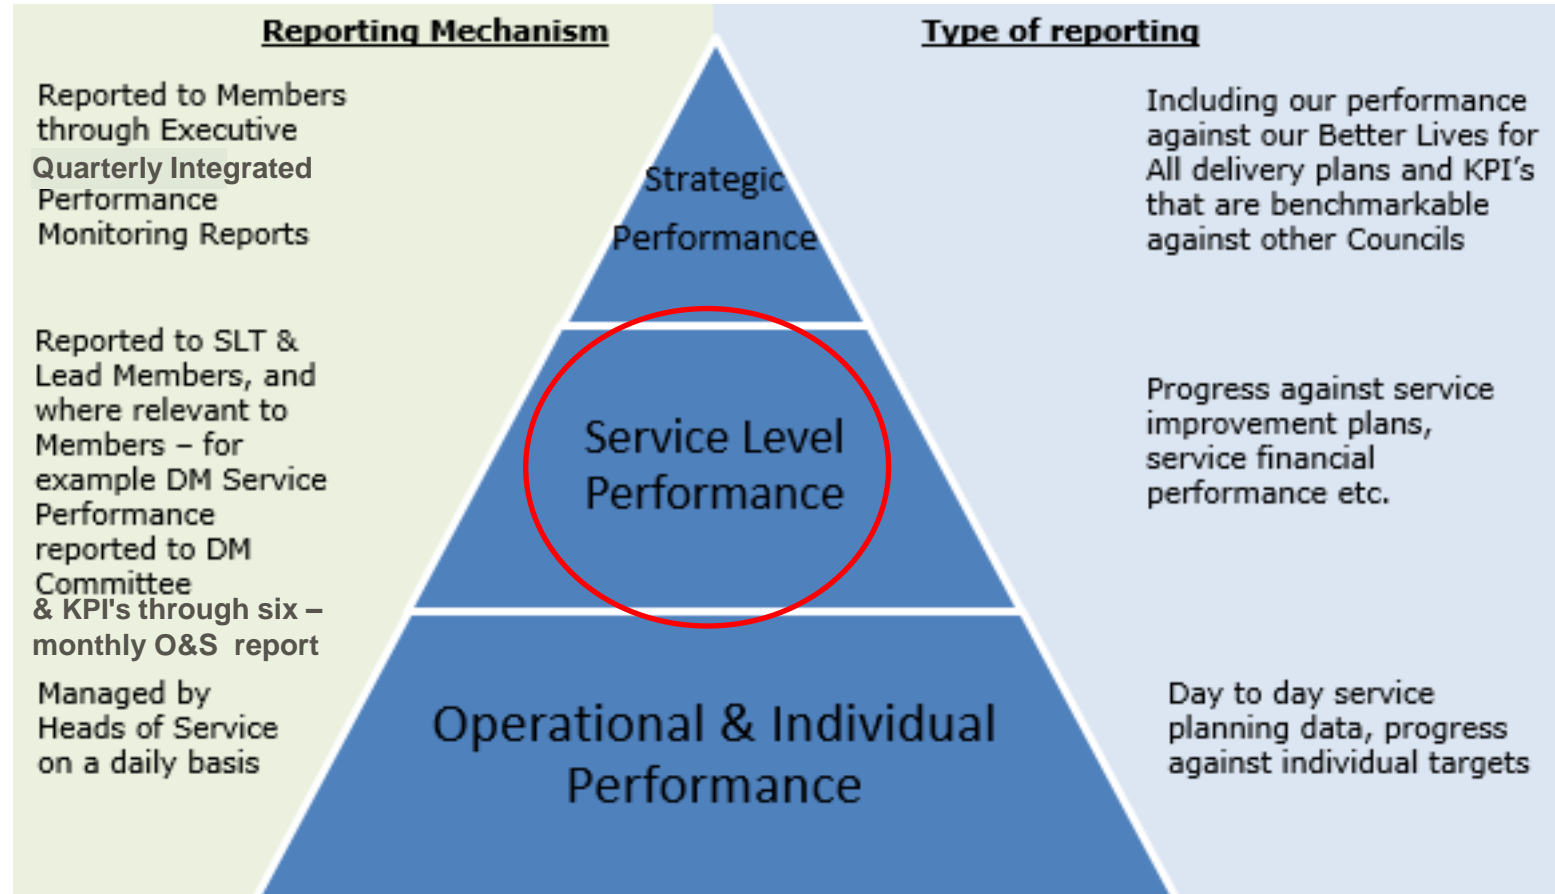 Reporting Mechanism
Reported to Members
through Executive
Quarterly Integrated
Performance
Monitoring Reports
Reported to SLT &
Lead Members, and
where relevant to
Members – for
example DM Service
Performance
reported to DM
Committee
& KPI's through six –
monthly O&S report
Managed by
Heads of Service
on a daily basis
Strategic
Performance
Service Level
Performance
Operational & Individual
Performance
Type of reporting
Including our performance
against our Better Lives for
All delivery plans and KPI’s
that are benchmarkable
against other Councils
Progress against service
improvement plans,
service financial
performance etc.
Day to day service
planning data, progress
against individual targets